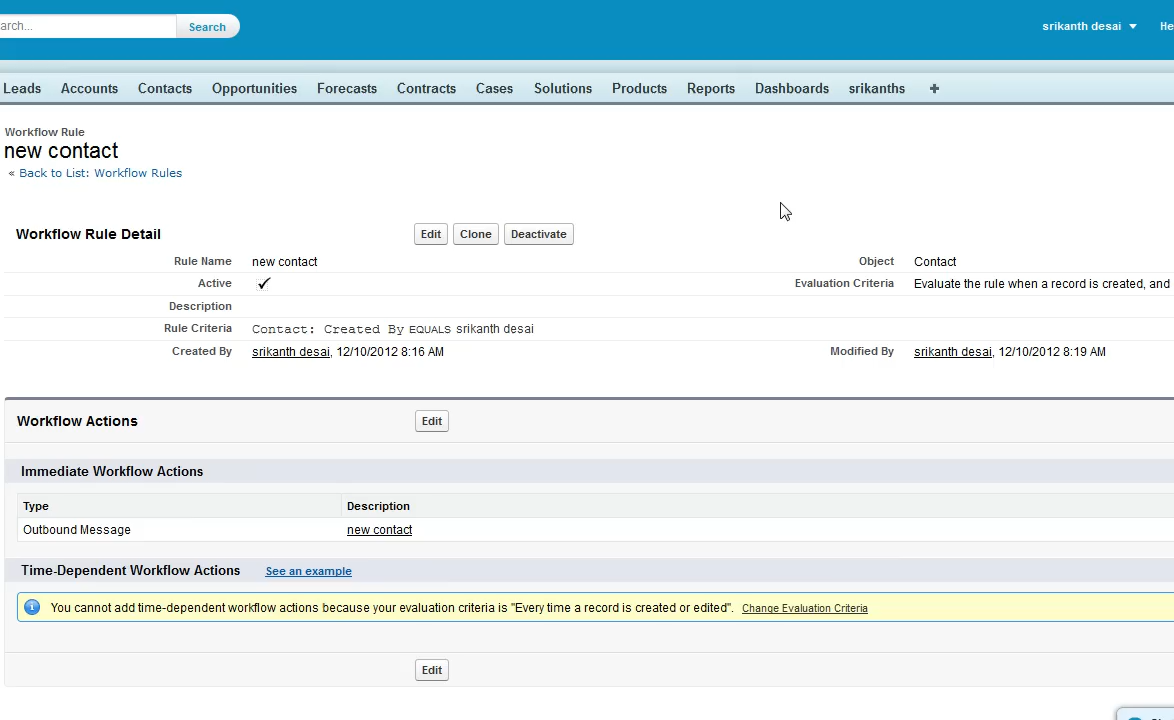 arch...
Search
srikanth desai
He
Leads Accounts Contacts Opportunities Forecasts Contracts Cases Solutions Products Reports Dashboards srikanths +
Workflow Rule
new contact
« Back to List: Workflow Rules
Workflow Rule Detail Edit Clone Deactivate
Rule Name new contact Object Contact
Active ✓ Evaluation Criteria Evaluate the rule when a record is created, and
Description
Rule Criteria Contact: Created By EQUALS srikanth desai
Created By srikanth desai, 12/10/2012 8:16 AM Modified By srikanth desai, 12/10/2012 8:19 AM
Workflow Actions Edit
Immediate Workflow Actions
Type Description
Outbound Message new contact
Time-Dependent Workflow Actions See an example
You cannot add time-dependent workflow actions because your evaluation criteria is "Every time a record is created or edited". Change Evaluation Criteria
Edit